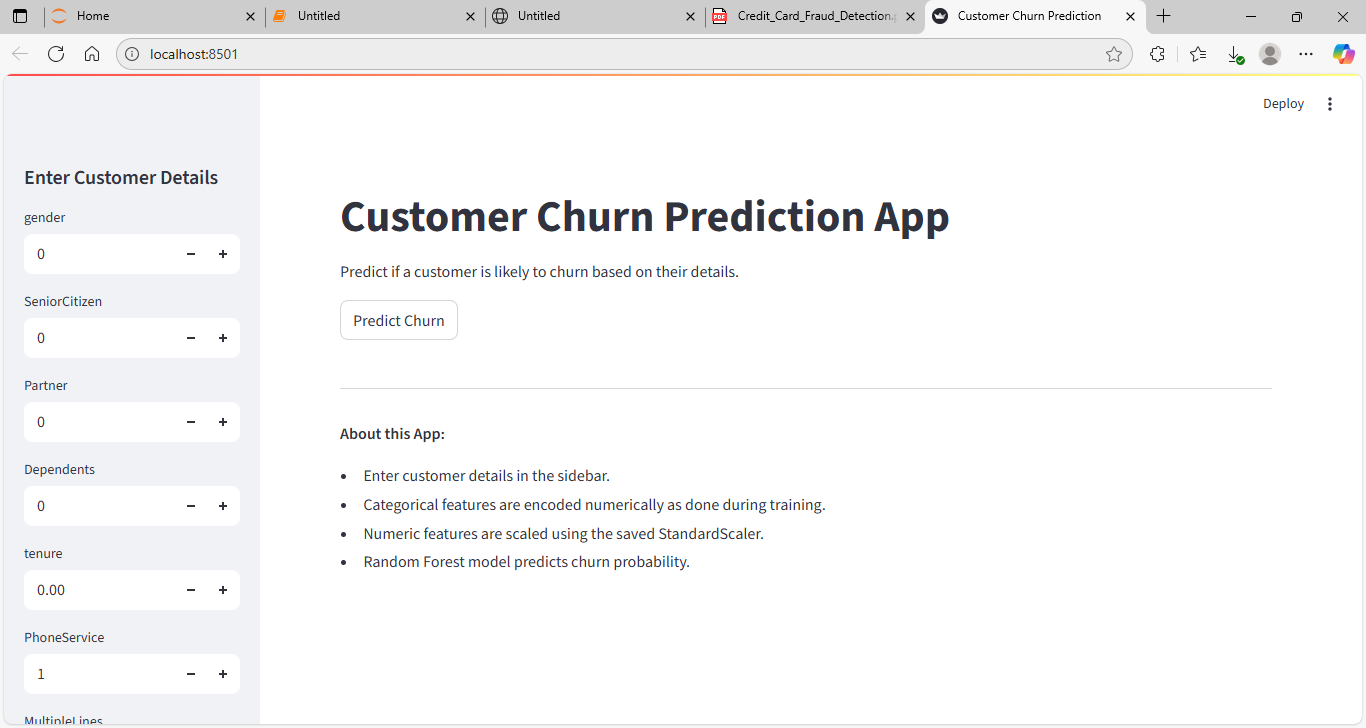 Home
Untitled
Untitled
Credit_Card_Fraud_Detection.p
Customer Churn Prediction
localhost:8501
Deploy
Enter Customer Details
gender
0
SeniorCitizen
0
Partner
0
Dependents
0
tenure
0.00
PhoneService
1
MultipleLines
Customer Churn Prediction App
Predict if a customer is likely to churn based on their details.
Predict Churn
About this App:
Enter customer details in the sidebar.
Categorical features are encoded numerically as done during training.
Numeric features are scaled using the saved StandardScaler.
Random Forest model predicts churn probability.